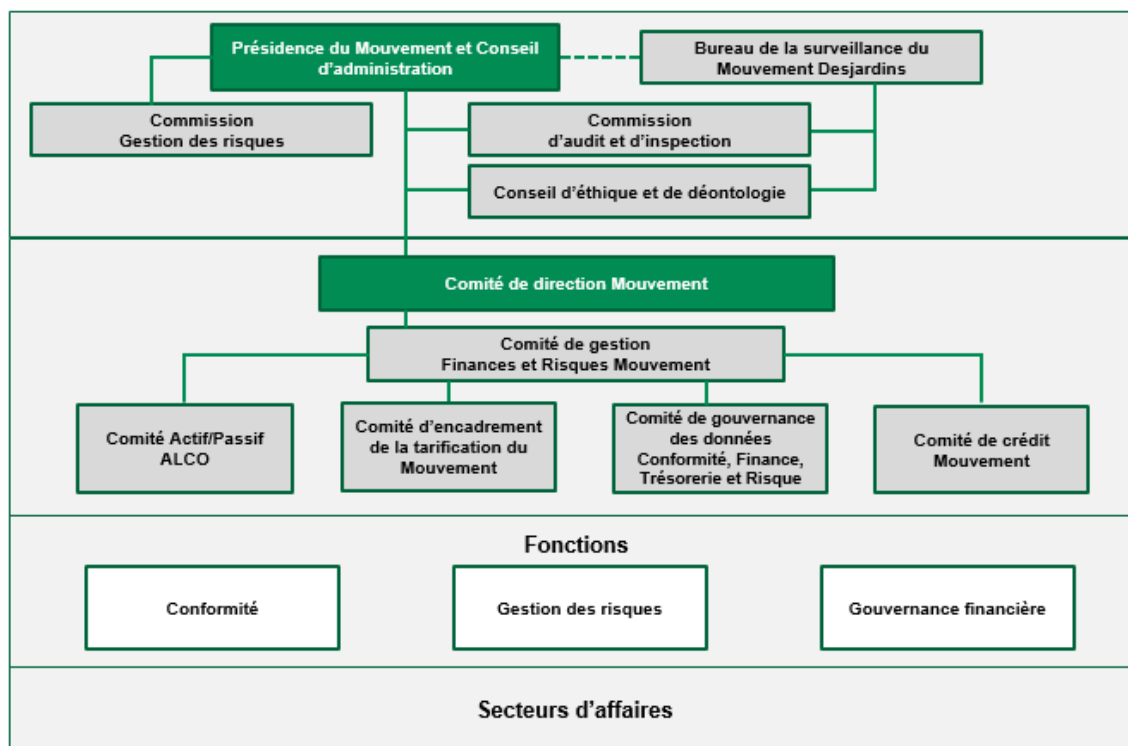 Présidence du Mouvement et Conseil
d'administration
Bureau de la surveillance du
Mouvement Desjardins
Commission
Gestion des risques
Commission
d'audit et d'inspection
Conseil d'éthique et de déontologie
Comité de direction Mouvement
Comité de gestion
Finances et Risques Mouvement
Comité Actif/Passif
ALCO
Comité d'encadrement
de la tarification du
Mouvement
Comité de gouvernance
des données
Conformité, Finance,
Trésorerie et Risque
Comité de crédit
Mouvement
Fonctions
Conformité
Gestion des risques
Gouvernance financière
Secteurs d'affaires